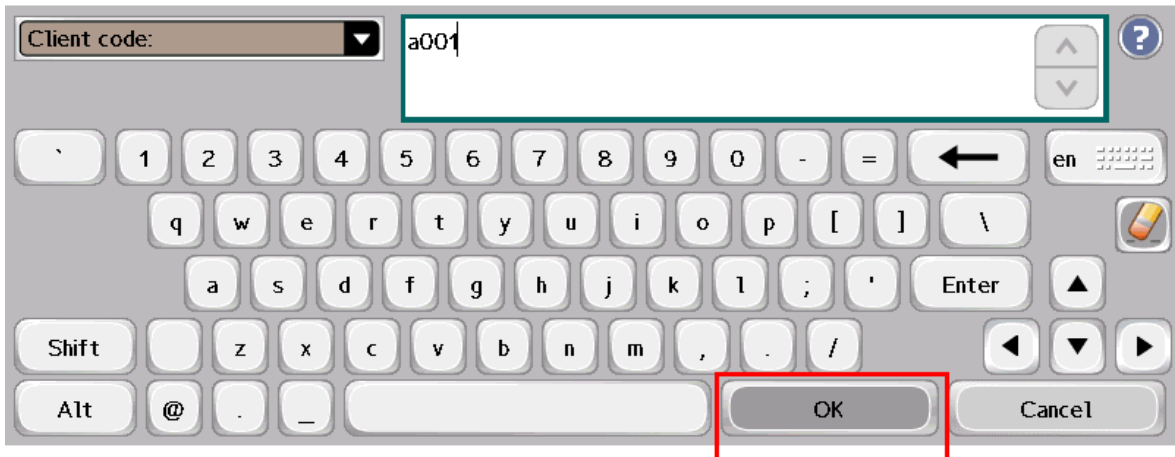 Client code: a001 ?
` 1 2 3 4 5 6 7 8 9 0 - = en
q w e r t y u i o p [ ] \
a s d f g h j k l ; ' Enter
Shift z x c v b n m , . /
Alt @ . _ OK Cancel